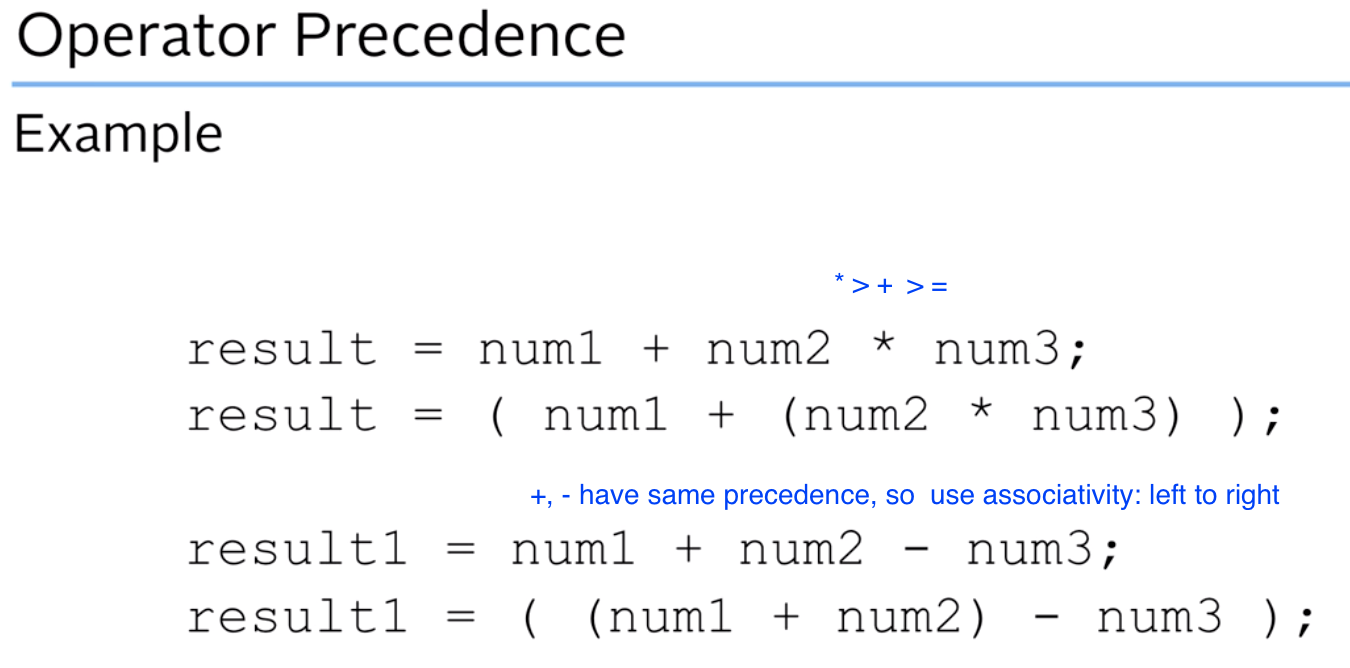 Operator Precedence
Example
* > + > =
result = num1 + num2 * num3;
result = ( num1 + (num2 * num3) );
+, - have same precedence, so  use associativity: left to right
result1 = num1 + num2 - num3;
result1 = ( (num1 + num2) - num3 );